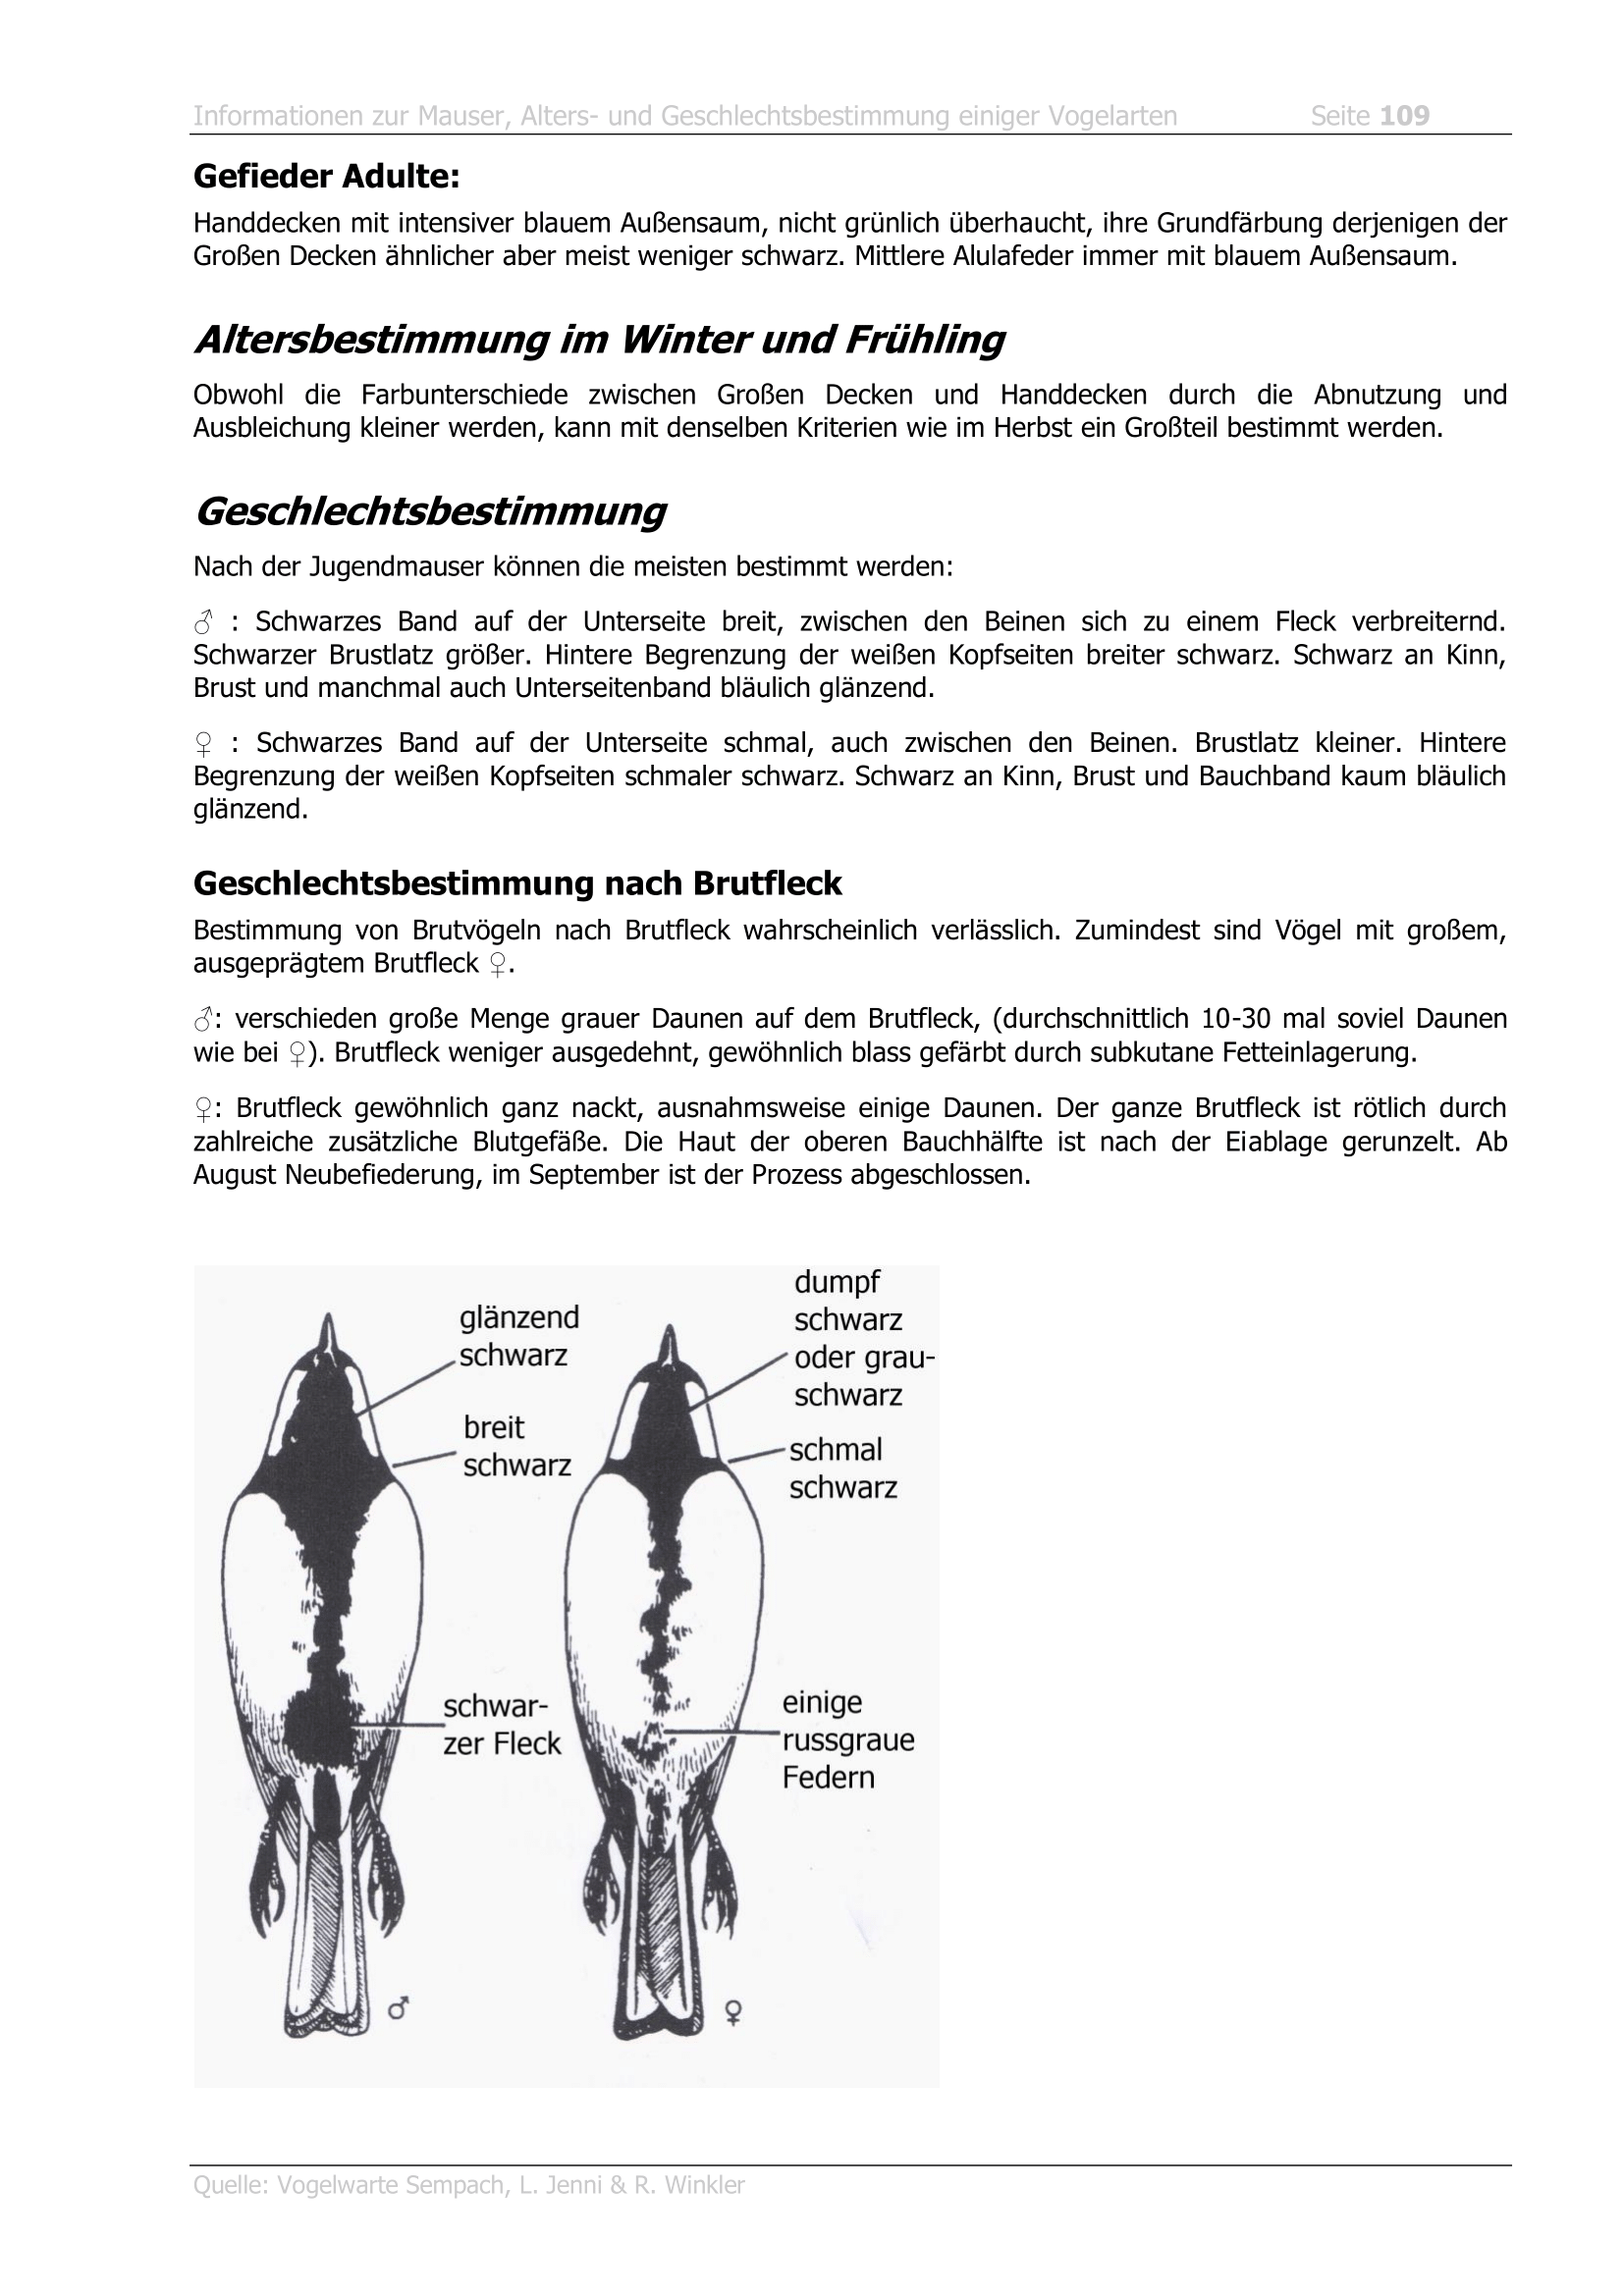 Informationen zur Mauser, Alters- und Geschlechtsbestimmung einiger Vogelarten Seite 109
Gefieder Adulte:
Handdecken mit intensiver blauem Außensaum, nicht grünlich überhaucht, ihre Grundfärbung derjenigen der
Großen Decken ähnlicher aber meist weniger schwarz. Mittlere Alulafeder immer mit blauem Außensaum.
Altersbestimmung im Winter und Frühling
Obwohl die Farbunterschiede zwischen Großen Decken und Handdecken durch die Abnutzung und
Ausbleichung kleiner werden, kann mit denselben Kriterien wie im Herbst ein Großteil bestimmt werden.
Geschlechtsbestimmung
Nach der Jugendmauser können die meisten bestimmt werden:
♂ : Schwarzes Band auf der Unterseite breit, zwischen den Beinen sich zu einem Fleck verbreiternd.
Schwarzer Brustlatz größer. Hintere Begrenzung der weißen Kopfseiten breiter schwarz. Schwarz an Kinn,
Brust und manchmal auch Unterseitenband bläulich glänzend.
♀ : Schwarzes Band auf der Unterseite schmal, auch zwischen den Beinen. Brustlatz kleiner. Hintere
Begrenzung der weißen Kopfseiten schmaler schwarz. Schwarz an Kinn, Brust und Bauchband kaum bläulich
glänzend.
Geschlechtsbestimmung nach Brutfleck
Bestimmung von Brutvögeln nach Brutfleck wahrscheinlich verlässlich. Zumindest sind Vögel mit großem,
ausgeprägtem Brutfleck ♀.
♂: verschieden große Menge grauer Daunen auf dem Brutfleck, (durchschnittlich 10-30 mal soviel Daunen
wie bei ♀). Brutfleck weniger ausgedehnt, gewöhnlich blass gefärbt durch subkutane Fetteinlagerung.
♀: Brutfleck gewöhnlich ganz nackt, ausnahmsweise einige Daunen. Der ganze Brutfleck ist rötlich durch
zahlreiche zusätzliche Blutgefäße. Die Haut der oberen Bauchhälfte ist nach der Eiablage gerunzelt. Ab
August Neubefiederung, im September ist der Prozess abgeschlossen.
glänzend
schwarz
breit
schwarz
schwar-
zer Fleck
♂
dumpf
schwarz
oder grau-
schwarz
schmal
schwarz
einige
russgraue
Federn
♀
Quelle: Vogelwarte Sempach, L. Jenni & R. Winkler